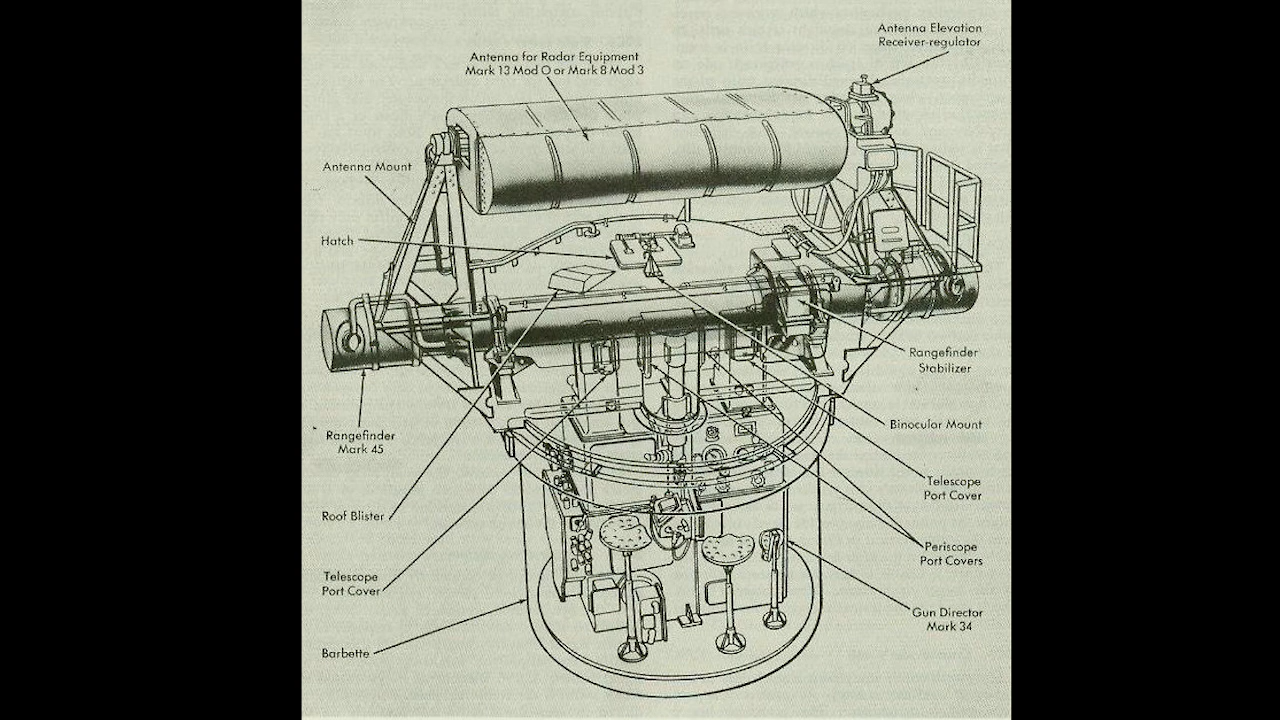 Antenna Elevation
Receiver-regulator
Antenna for Radar Equipment
Mark 13 Mod O or Mark 8 Mod 3
Antenna Mount
Hatch
Rangefinder
Stabilizer
Rangefinder
Mark 45
Binocular Mount
Telescope
Port Cover
Roof Blister
Periscope
Port Covers
Telescope
Port Cover
Gun Director
Mark 34
Barbette